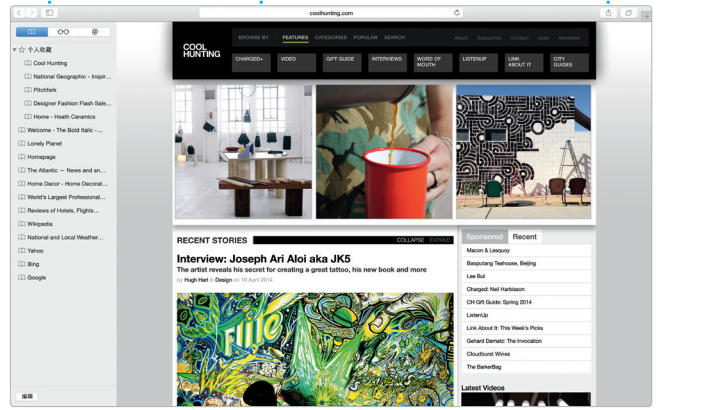 coolhunting.com
@
个人收藏
Cool Hunting
National Geographic - Inspir...
Pitchfork
Designer Fashion Flash Sale...
Home - Heath Ceramics
Welcome - The Bold Italic -...
Lonely Planet
Homepage
The Atlantic — News and an...
Home Decor - Home Decorat...
World's Largest Professional...
Reviews of Hotels, Flights...
Wikipedia
National and Local Weather...
Yahoo
Bing
Google
编辑
COOL
HUNTING
BROWSE BY FEATURES CATEGORIES POPULAR SEARCH
About Subscribe Contact Jobs Advertise
CHARGED+
VIDEO
GIFT GUIDE
INTERVIEWS
WORD OF
MOUTH
LISTENUP
LINK
ABOUT IT
CITY
GUIDES
RECENT STORIES COLLAPSE EXPAND
Interview: Joseph Ari Aloi aka JK5
The artist reveals his secret for creating a great tattoo, his new book and more
by Hugh Hart in Design on 10 April 2014
Sponsored Recent
Macon & Lesquoy
Baoputang Teahouse, Beijing
Lee Bul
Charged: Neil Harbisson
CH Gift Guide: Spring 2014
ListenUp
Link About It: This Week's Picks
Gehard Demetz: The Invocation
Cloudburst Wines
The BarkerBag
Latest Videos